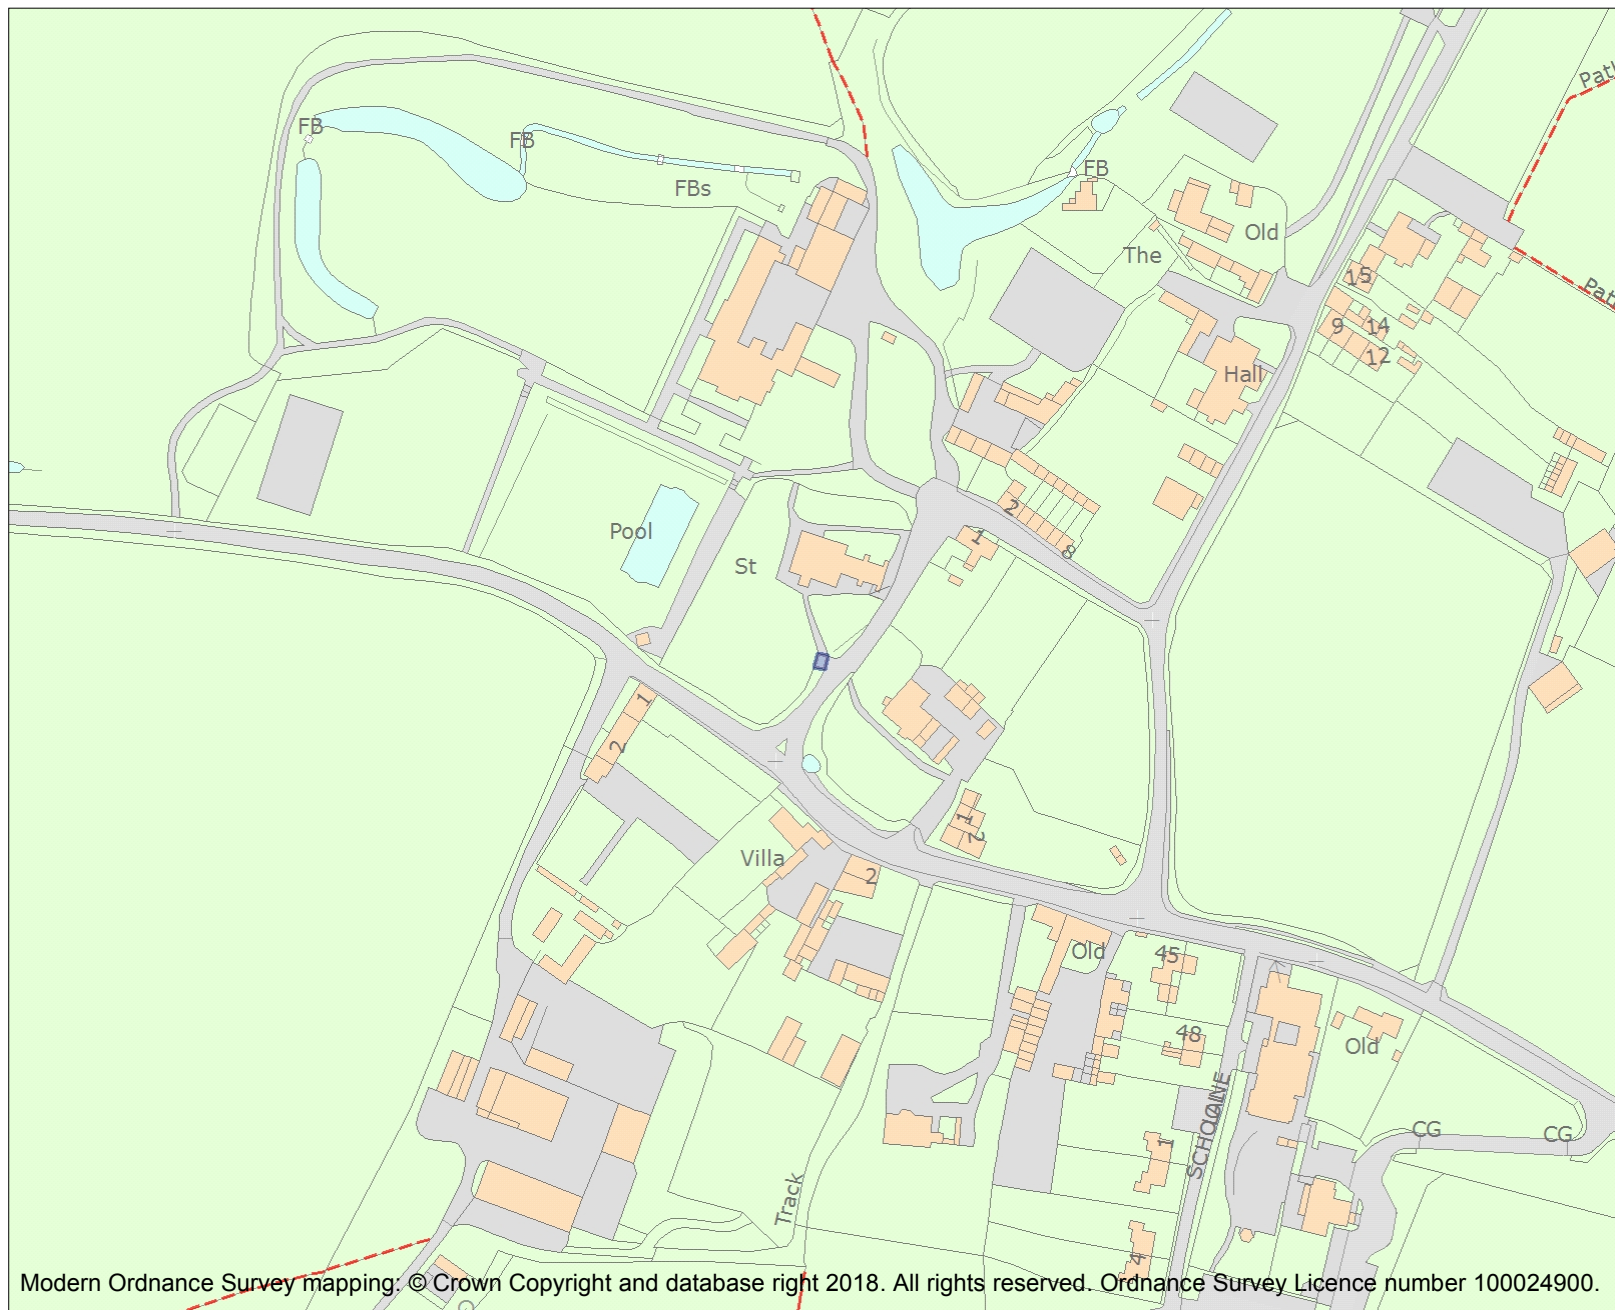 Path
FB
FB
FB
FBs
Old
The
15
Path
9
14
12
Hall
2
Pool
1
8
St
1
2
1
2
Villa
2
Old
45
48
Old
SCHOOL LANE
CG
CG
1
Track
4
Modern Ordnance Survey mapping: © Crown Copyright and database right 2018. All rights reserved. Ordnance Survey Licence number 100024900.